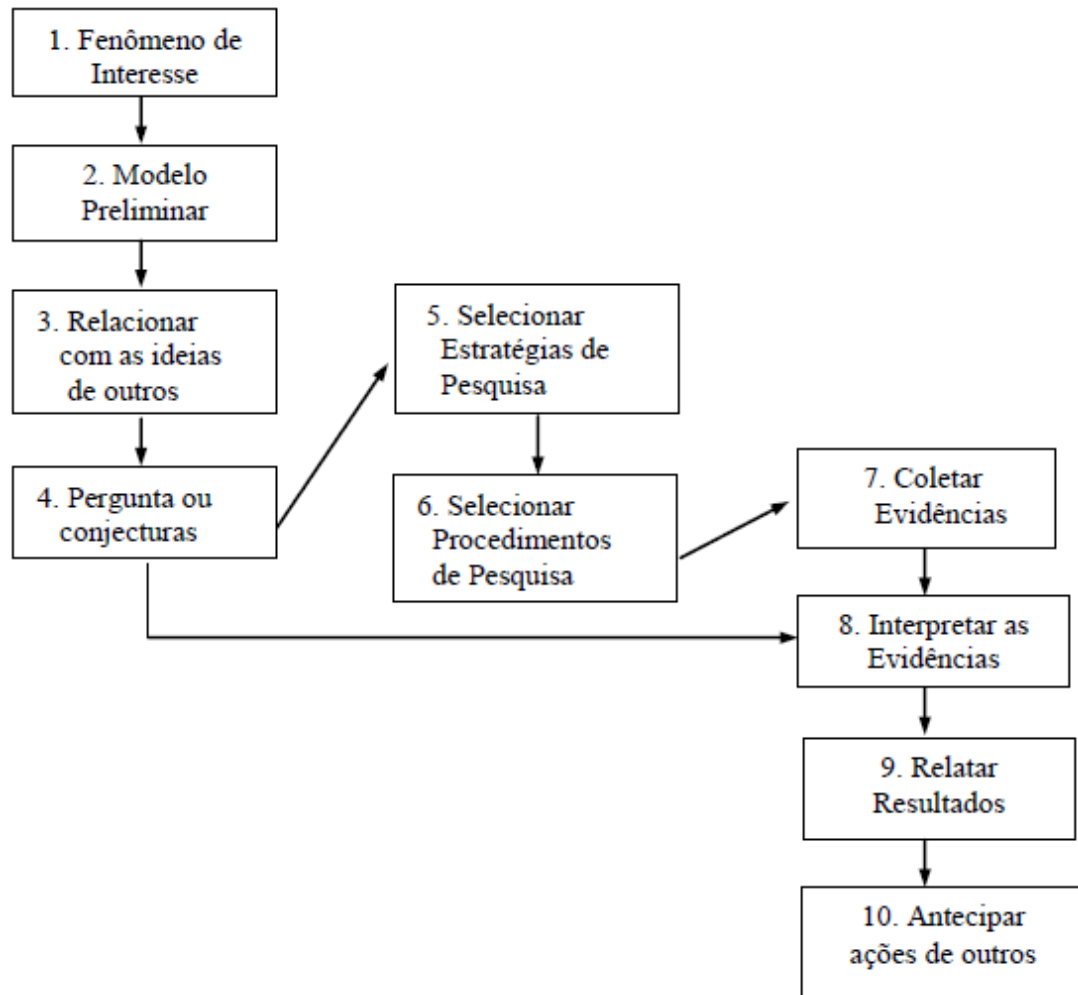 1. Fenômeno de
Interesse
2. Modelo
Preliminar
3. Relacionar
com as ideias
de outros
4. Pergunta ou
conjecturas
5. Selecionar
Estratégias de
Pesquisa
6. Selecionar
Procedimentos
de Pesquisa
7. Coletar
Evidências
8. Interpretar as
Evidências
9. Relatar
Resultados
10. Antecipar
ações de outros